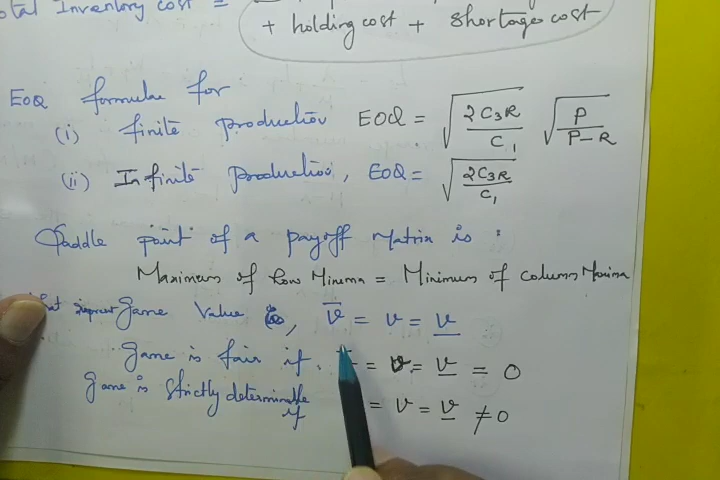 otal Inventory cost =
+ holding cost + shortage cost
EOQ formulae for
(i) finite production EOQ = √(2C₃R/C₁) √(P/P-R)
(ii) Infinite production, EOQ = √(2C₃R/C₁)
Saddle point of a payoff matrix is :
Maximum of Row Minima = Minimum of column Maxima
Game Value is, v̅ = v = v̲
Game is fair if. = v = v̲ = 0
Game is strictly determinable
if = v = v̲ ≠ 0